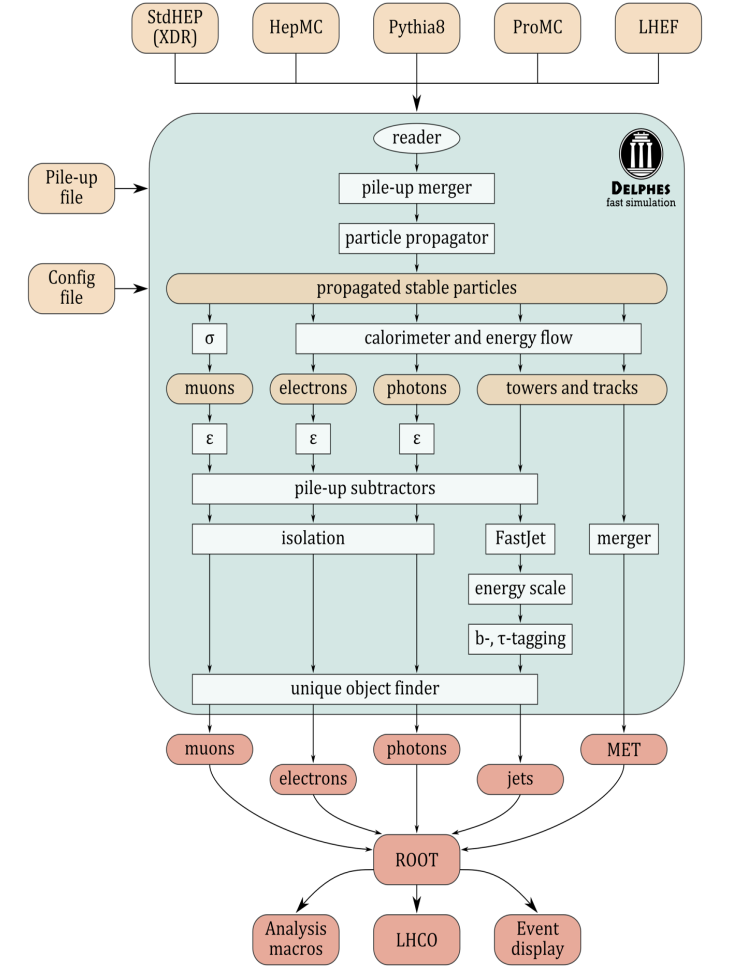 StdHEP
(XDR)
HepMC
Pythia8
ProMC
LHEF
reader
DELPHES
fast simulation
Pile-up
file
pile-up merger
particle propagator
Config
file
propagated stable particles
σ
calorimeter and energy flow
muons
electrons
photons
towers and tracks
ε
ε
ε
pile-up subtractors
isolation
FastJet
merger
energy scale
b-, τ-tagging
unique object finder
muons
photons
MET
electrons
jets
ROOT
Analysis
macros
LHCO
Event
display